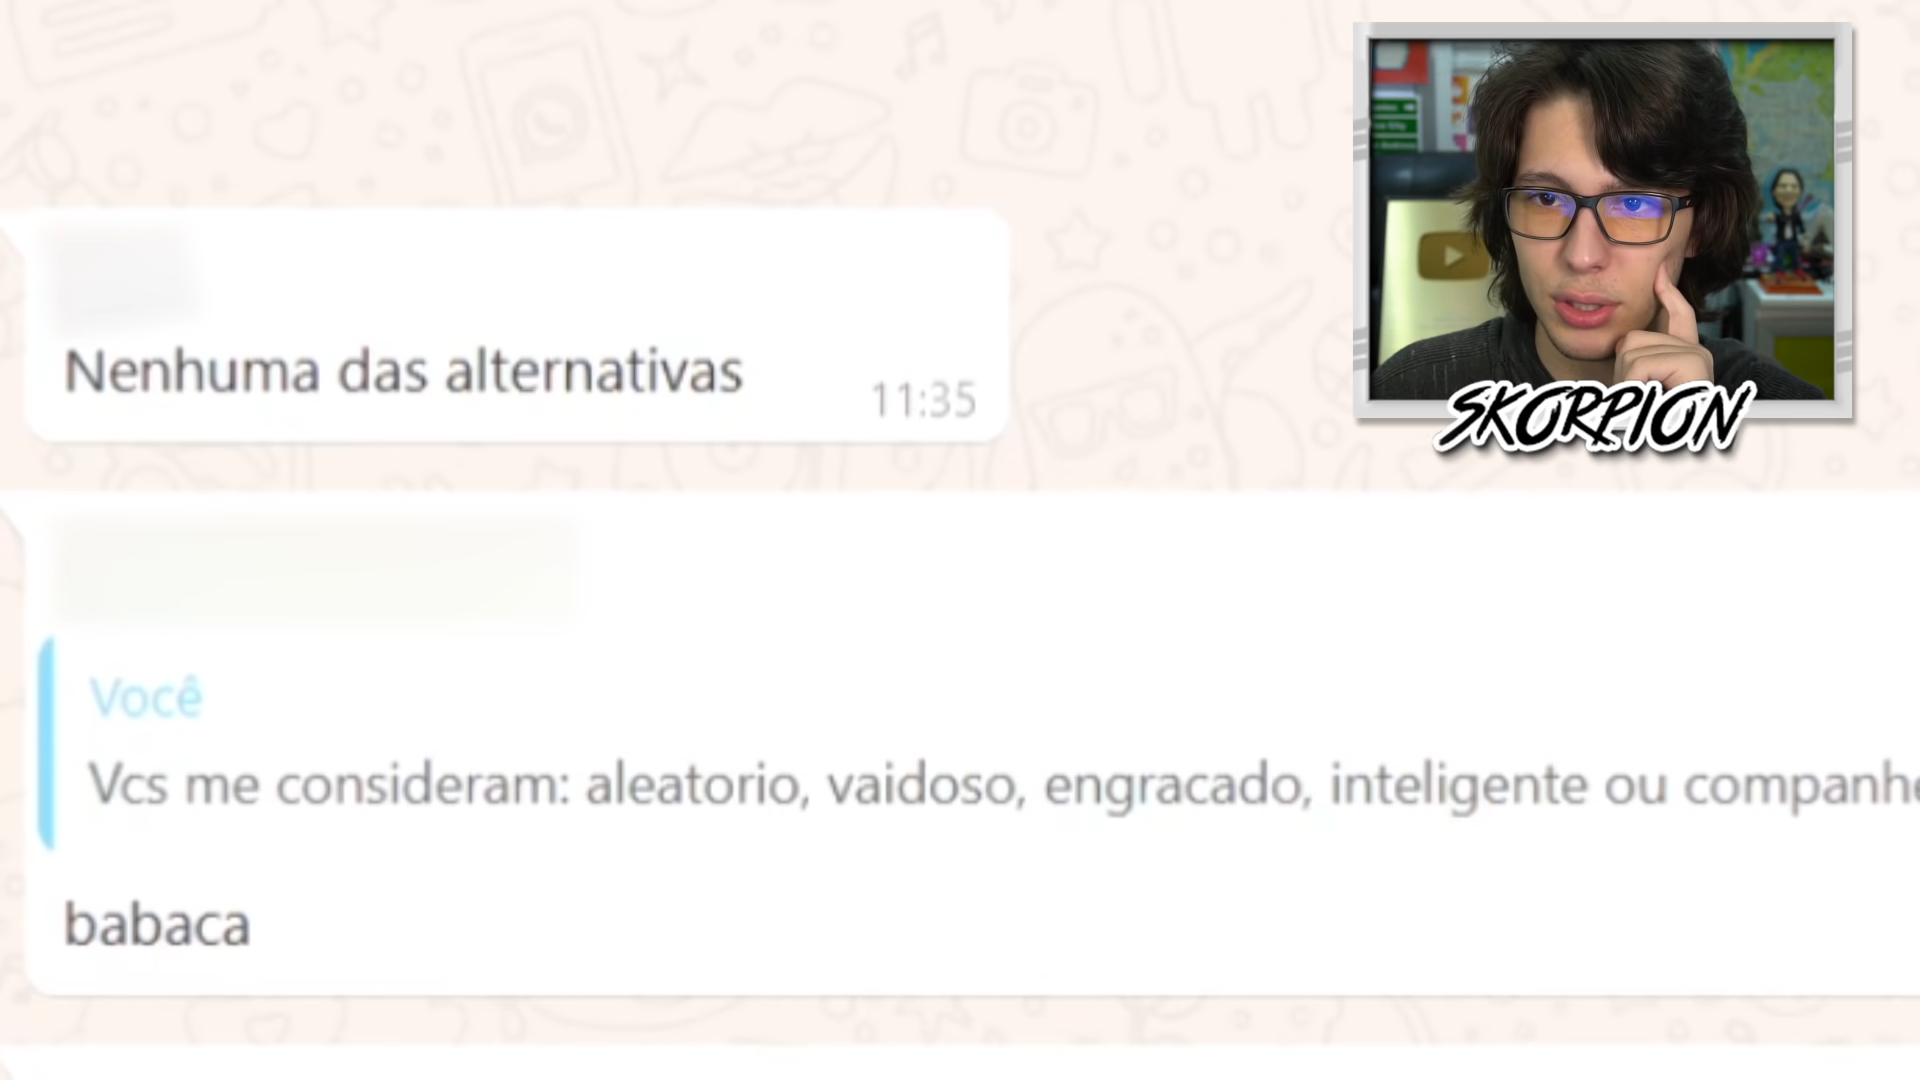 Nenhuma das alternativas
11:35
SKORPION
Você
Vcs me consideram: aleatorio, vaidoso, engracado, inteligente ou companhe
babaca